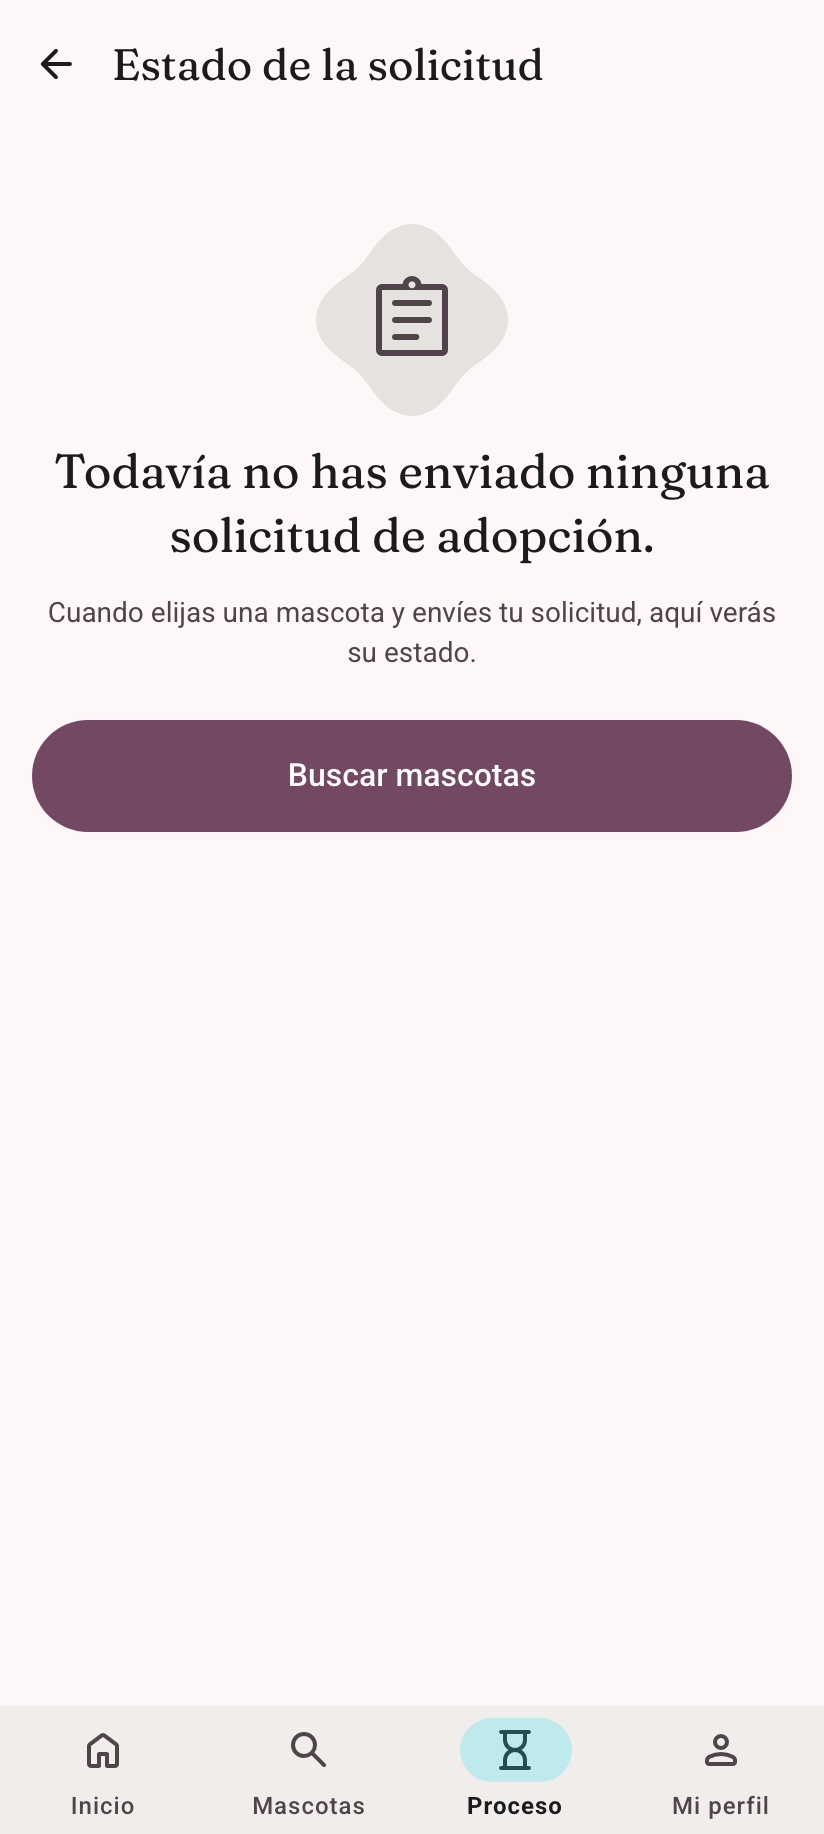 Estado de la solicitud
Todavía no has enviado ninguna
solicitud de adopción.
Cuando elijas una mascota y envíes tu solicitud, aquí verás
su estado.
Buscar mascotas
Inicio
Mascotas
Proceso
Mi perfil